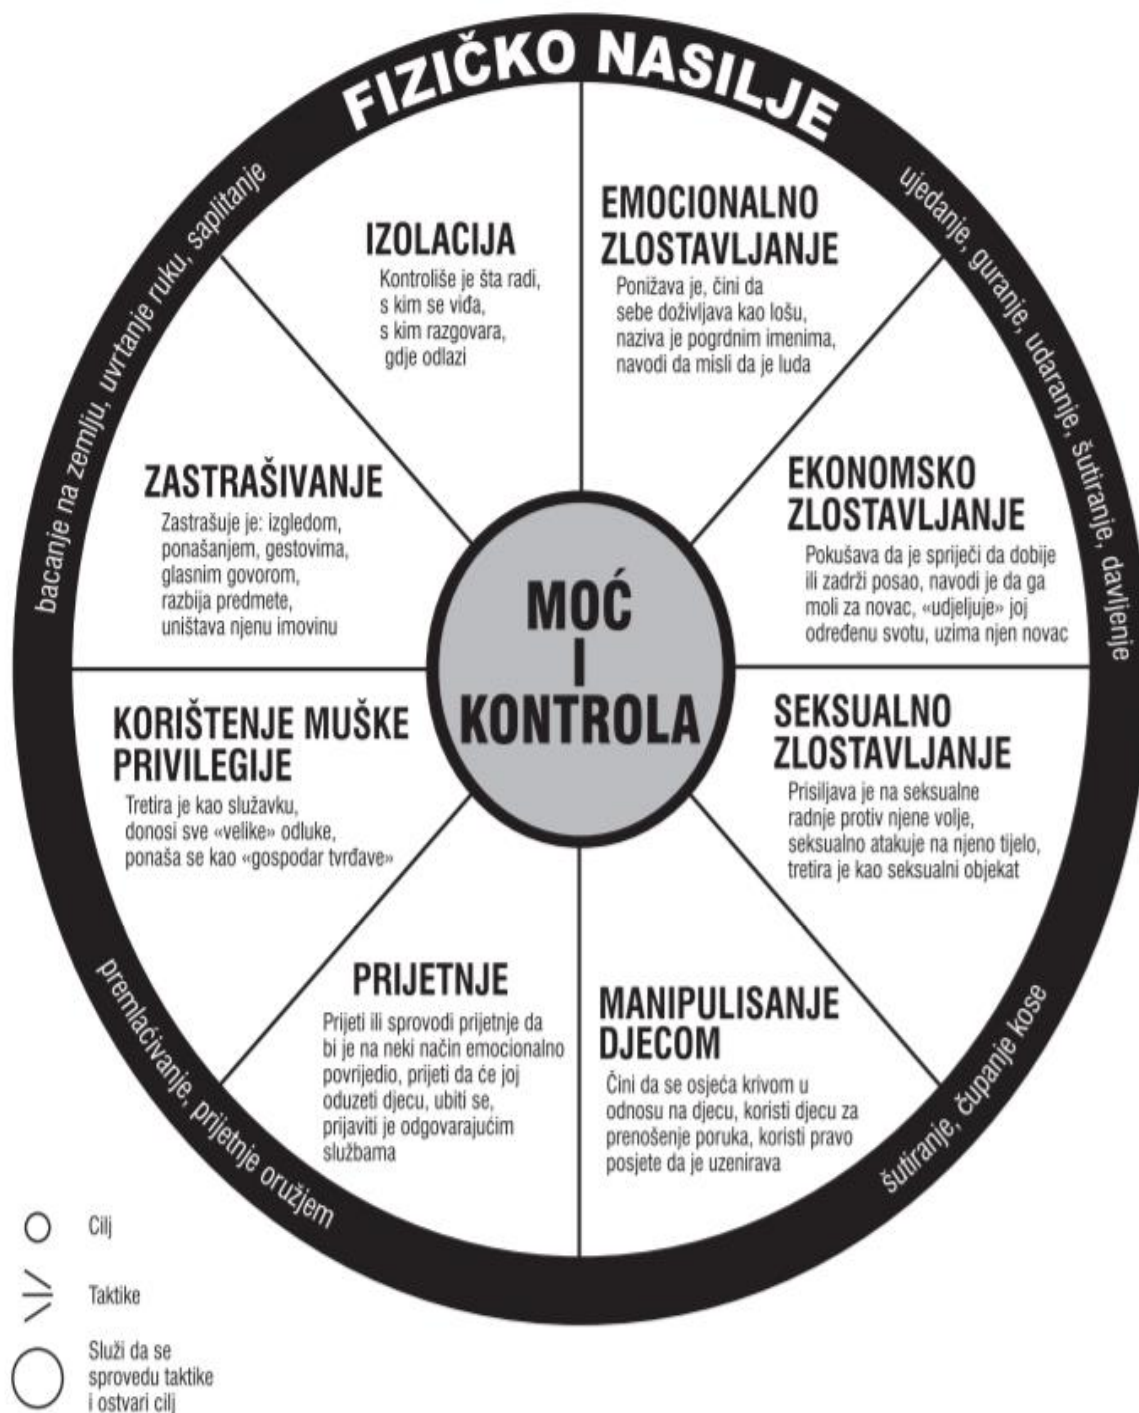 FIZIČKO NASILJE
bacanje na zemlju, uvrtanje ruku, saplitanje
ujedanje, guranje, udaranje, šutiranje, davljenje
IZOLACIJA
Kontroliše je šta radi,
s kim se viđa,
s kim razgovara,
gdje odlazi
EMOCIONALNO
ZLOSTAVLJANJE
Ponižava je, čini da
sebe doživljava kao lošu,
naziva je pogrdnim imenima,
navodi da misli da je luda
ZASTRAŠIVANJE
Zastrašuje je: izgledom,
ponašanjem, gestovima,
glasnim govorom,
razbija predmete,
uništava njenu imovinu
EKONOMSKO
ZLOSTAVLJANJE
Pokušava da je spriječi da dobije
ili zadrži posao, navodi je da ga
moli za novac, «udjeljuje» joj
određenu svotu, uzima njen novac
MOĆ
I
KONTROLA
KORIŠTENJE MUŠKE
PRIVILEGIJE
Tretira je kao služavku,
donosi sve «velike» odluke,
ponaša se kao «gospodar tvrđave»
SEKSUALNO
ZLOSTAVLJANJE
Prisiljava je na seksualne
radnje protiv njene volje,
seksualno atakuje na njeno tijelo,
tretira je kao seksualni objekat
PRIJETNJE
Prijeti ili sprovodi prijetnje da
bi je na neki način emocionalno
povrijedio, prijeti da će joj
oduzeti djecu, ubiti se,
prijaviti je odgovarajućim
službama
MANIPULISANJE
DJECOM
Čini da se osjeća krivom u
odnosu na djecu, koristi djecu za
prenošenje poruka, koristi pravo
posjete da je uzenirava
premlaćivanje, prijetnje oružjem
šutiranje, čupanje kose
Cilj
Taktike
Služi da se
sprovedu taktike
i ostvari cilj